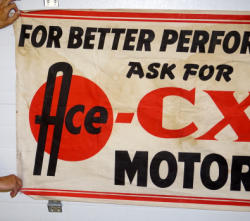 FOR BETTER PERFOR
ASK FOR
Ace-CX
MOTOR